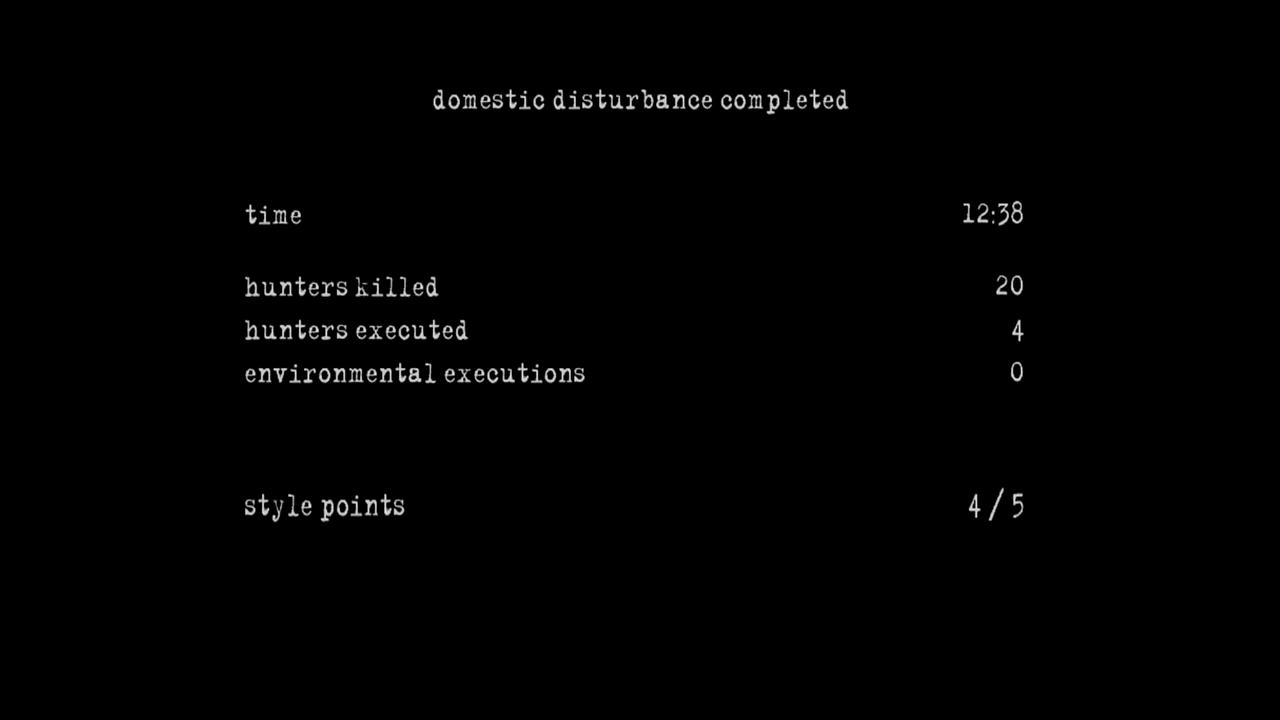 domestic disturbance completed
time 12:38
hunters killed 20
hunters executed 4
environmental executions 0
style points 4 / 5